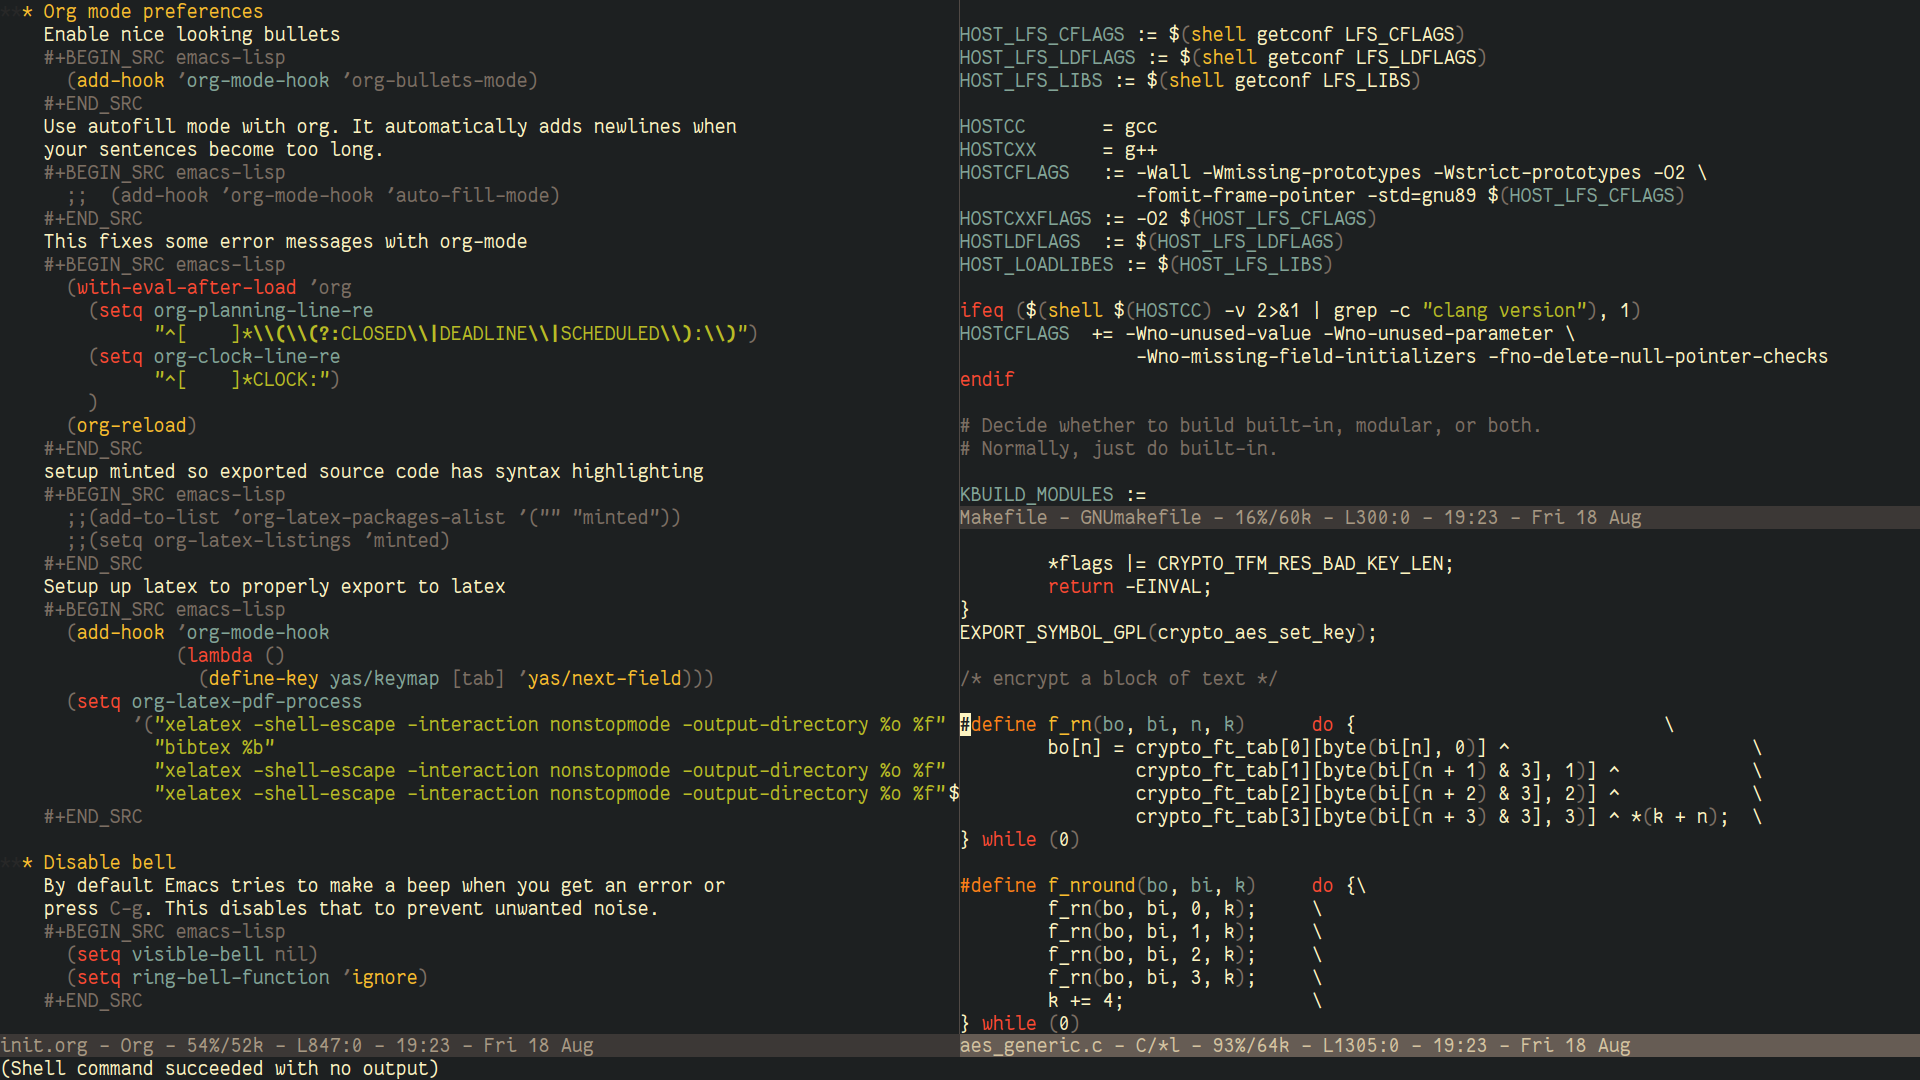 *** Org mode preferences
    Enable nice looking bullets
    #+BEGIN_SRC emacs-lisp
      (add-hook 'org-mode-hook 'org-bullets-mode)
    #+END_SRC
    Use autofill mode with org. It automatically adds newlines when
    your sentences become too long.
    #+BEGIN_SRC emacs-lisp
      ;;  (add-hook 'org-mode-hook 'auto-fill-mode)
    #+END_SRC
    This fixes some error messages with org-mode
    #+BEGIN_SRC emacs-lisp
      (with-eval-after-load 'org
        (setq org-planning-line-re
              "^[    ]*\\(\\(?:CLOSED\\|DEADLINE\\|SCHEDULED\\):\\)")
        (setq org-clock-line-re
              "^[    ]*CLOCK:")
        )
      (org-reload)
    #+END_SRC
    setup minted so exported source code has syntax highlighting
    #+BEGIN_SRC emacs-lisp
      ;;(add-to-list 'org-latex-packages-alist '("" "minted"))
      ;;(setq org-latex-listings 'minted)
    #+END_SRC
    Setup up latex to properly export to latex
    #+BEGIN_SRC emacs-lisp
      (add-hook 'org-mode-hook
                (lambda ()
                  (define-key yas/keymap [tab] 'yas/next-field)))
      (setq org-latex-pdf-process
            '("xelatex -shell-escape -interaction nonstopmode -output-directory %o %f"
              "bibtex %b"
              "xelatex -shell-escape -interaction nonstopmode -output-directory %o %f"
              "xelatex -shell-escape -interaction nonstopmode -output-directory %o %f"$
    #+END_SRC

*** Disable bell
    By default Emacs tries to make a beep when you get an error or
    press C-g. This disables that to prevent unwanted noise.
    #+BEGIN_SRC emacs-lisp
      (setq visible-bell nil)
      (setq ring-bell-function 'ignore)
    #+END_SRC

init.org - Org - 54%/52k - L847:0 - 19:23 - Fri 18 Aug
(Shell command succeeded with no output)
HOST_LFS_CFLAGS := $(shell getconf LFS_CFLAGS)
HOST_LFS_LDFLAGS := $(shell getconf LFS_LDFLAGS)
HOST_LFS_LIBS := $(shell getconf LFS_LIBS)

HOSTCC       = gcc
HOSTCXX      = g++
HOSTCFLAGS   := -Wall -Wmissing-prototypes -Wstrict-prototypes -O2 \
                -fomit-frame-pointer -std=gnu89 $(HOST_LFS_CFLAGS)
HOSTCXXFLAGS := -O2 $(HOST_LFS_CFLAGS)
HOSTLDFLAGS  := $(HOST_LFS_LDFLAGS)
HOST_LOADLIBES := $(HOST_LFS_LIBS)

ifeq ($(shell $(HOSTCC) -v 2>&1 | grep -c "clang version"), 1)
HOSTCFLAGS  += -Wno-unused-value -Wno-unused-parameter \
                -Wno-missing-field-initializers -fno-delete-null-pointer-checks
endif

# Decide whether to build built-in, modular, or both.
# Normally, just do built-in.

KBUILD_MODULES :=
Makefile - GNUmakefile - 16%/60k - L300:0 - 19:23 - Fri 18 Aug

        *flags |= CRYPTO_TFM_RES_BAD_KEY_LEN;
        return -EINVAL;
}
EXPORT_SYMBOL_GPL(crypto_aes_set_key);

/* encrypt a block of text */

#define f_rn(bo, bi, n, k)      do {                            \
        bo[n] = crypto_ft_tab[0][byte(bi[n], 0)] ^                      \
                crypto_ft_tab[1][byte(bi[(n + 1) & 3], 1)] ^            \
                crypto_ft_tab[2][byte(bi[(n + 2) & 3], 2)] ^            \
                crypto_ft_tab[3][byte(bi[(n + 3) & 3], 3)] ^ *(k + n);  \
} while (0)

#define f_nround(bo, bi, k)     do {\
        f_rn(bo, bi, 0, k);     \
        f_rn(bo, bi, 1, k);     \
        f_rn(bo, bi, 2, k);     \
        f_rn(bo, bi, 3, k);     \
        k += 4;                 \
} while (0)
aes_generic.c - C/*l - 93%/64k - L1305:0 - 19:23 - Fri 18 Aug